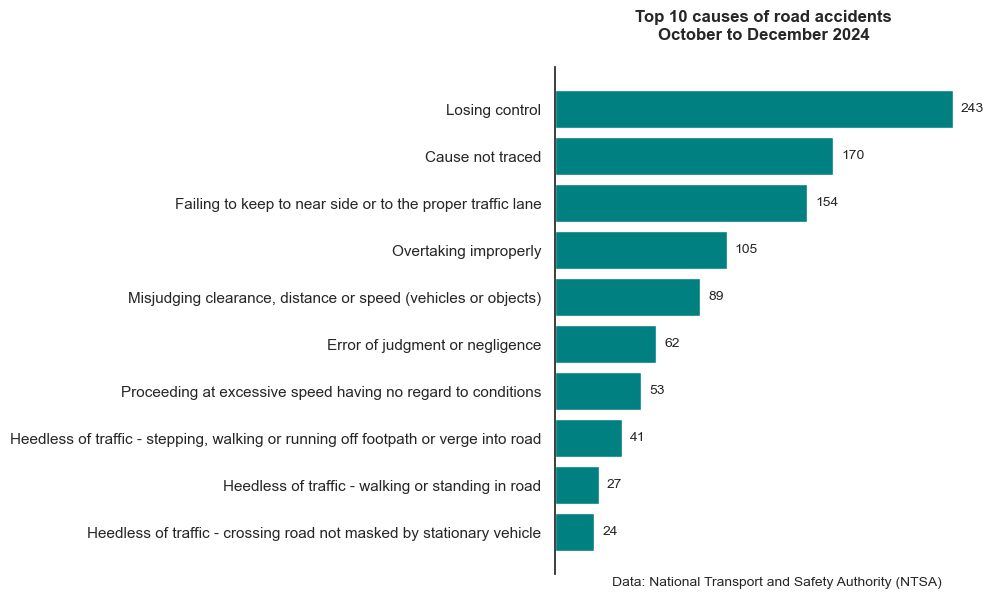 Top 10 causes of road accidents
October to December 2024
Losing control 243
Cause not traced 170
Failing to keep to near side or to the proper traffic lane 154
Overtaking improperly 105
Misjudging clearance, distance or speed (vehicles or objects) 89
Error of judgment or negligence 62
Proceeding at excessive speed having no regard to conditions 53
Heedless of traffic - stepping, walking or running off footpath or verge into road 41
Heedless of traffic - walking or standing in road 27
Heedless of traffic - crossing road not masked by stationary vehicle 24
Data: National Transport and Safety Authority (NTSA)